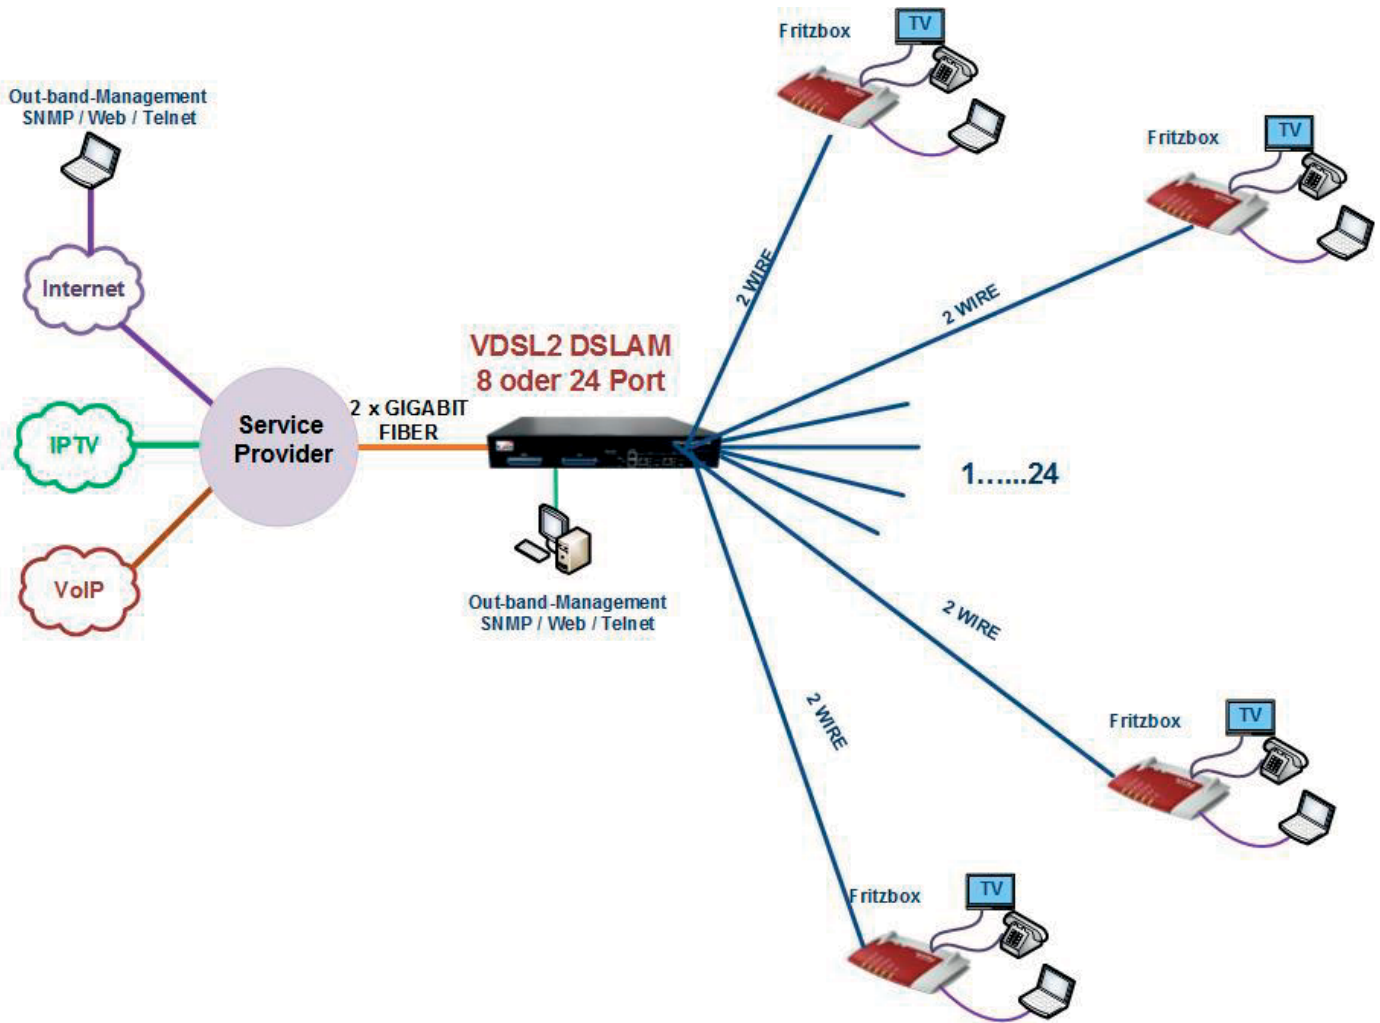 Fritzbox
TV
Out-band-Management
SNMP / Web / Telnet
Fritzbox
TV
2 WIRE
2 WIRE
Internet
VDSL2 DSLAM
8 oder 24 Port
2 x GIGABIT
FIBER
Service
Provider
IPTV
1......24
VoIP
Out-band-Management
SNMP / Web / Telnet
2 WIRE
2 WIRE
Fritzbox
TV
Fritzbox
TV